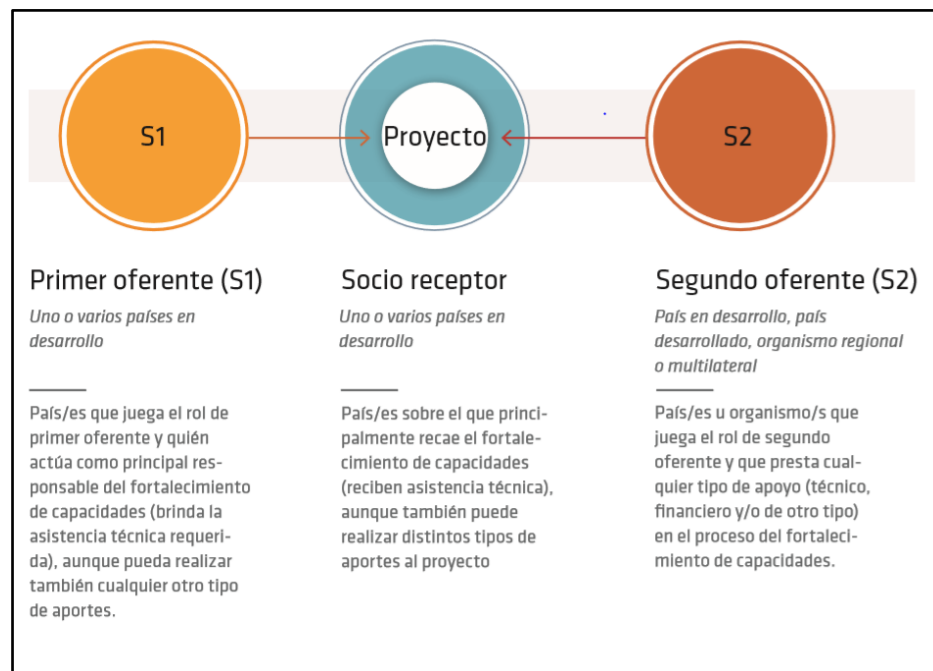 S1
Proyecto
S2
Primer oferente (S1)
Uno o varios países en
desarrollo
País/es que juega el rol de
primer oferente y quién
actúa como principal res-
ponsable del fortalecimiento
de capacidades (brinda la
asistencia técnica requeri-
da), aunque pueda realizar
también cualquier otro tipo
de aportes.
Socio receptor
Uno o varios países en
desarrollo
País/es sobre el que princi-
palmente recae el fortale-
cimiento de capacidades
(reciben asistencia técnica),
aunque también puede
realizar distintos tipos de
aportes al proyecto
Segundo oferente (S2)
País en desarrollo, país
desarrollado, organismo regional
o multilateral
País/es u organismo/s que
juega el rol de segundo
oferente y que presta cual-
quier tipo de apoyo (técnico,
financiero y/o de otro tipo)
en el proceso del fortaleci-
miento de capacidades.